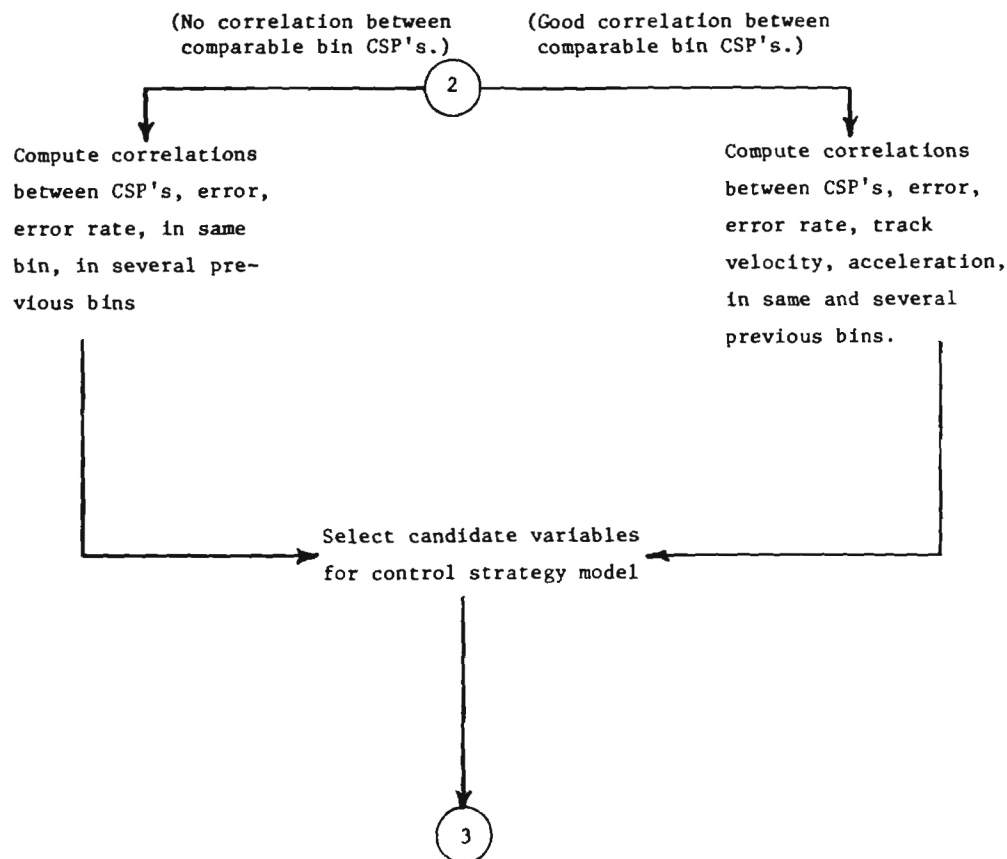 (No correlation between
comparable bin CSP's.)
(Good correlation between
comparable bin CSP's.)
2
Compute correlations
between CSP's, error,
error rate, in same
bin, in several pre-
vious bins
Compute correlations
between CSP's, error,
error rate, track
velocity, acceleration,
in same and several
previous bins.
Select candidate variables
for control strategy model
3